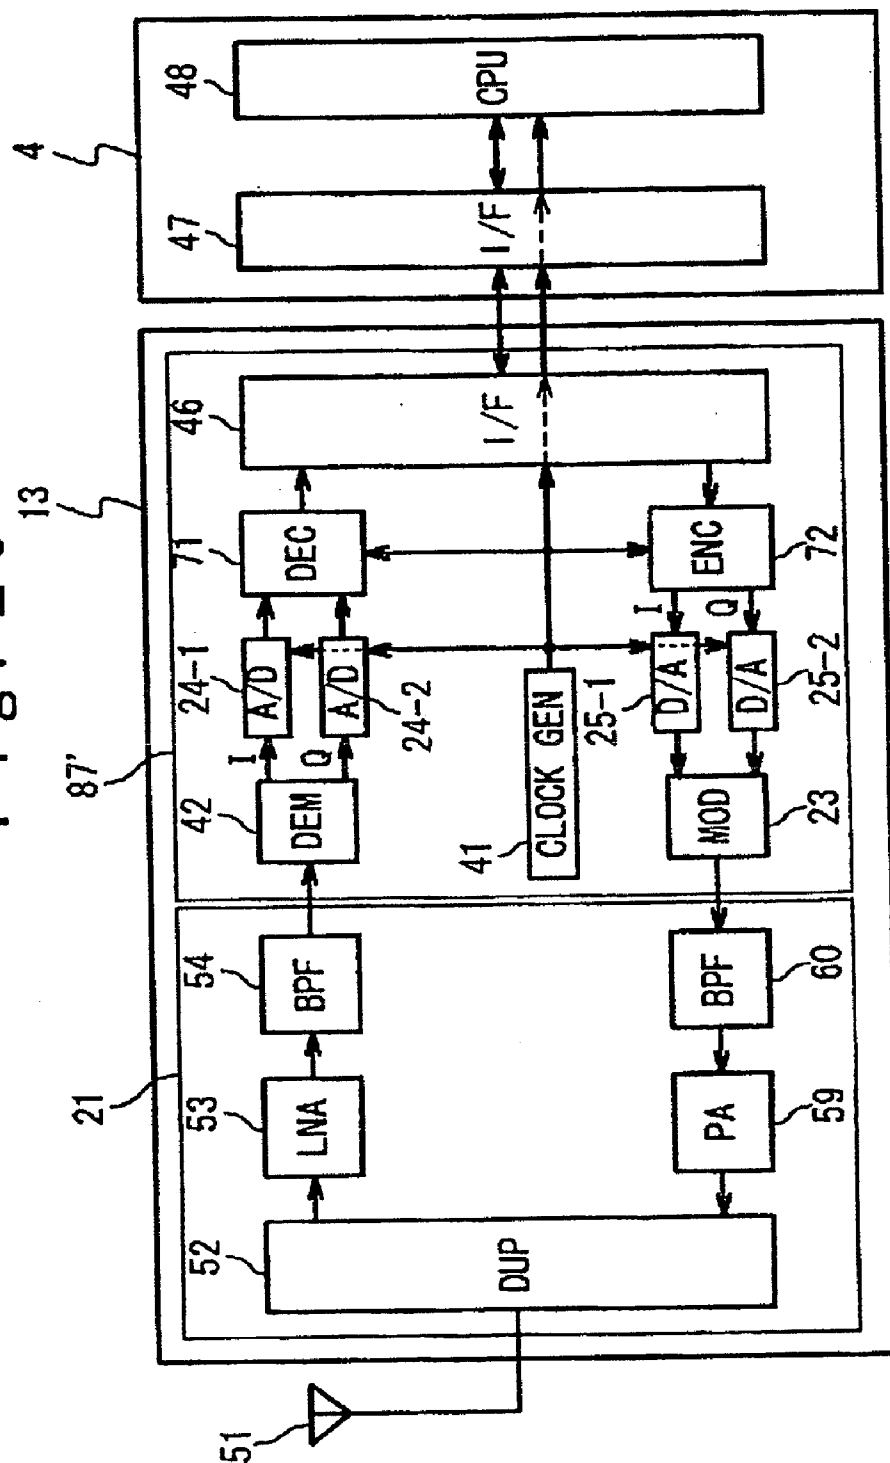 13
4
87'
21
51
52
53
54
42
24-1
71
46
47
48
DUP
LNA
BPF
DEM
I
Q
A/D
A/D
24-2
DEC
I/F
I/F
CPU
41
CLOCK GEN
PA
BPF
MOD
25-1
D/A
D/A
I
Q
ENC
59
60
23
25-2
72